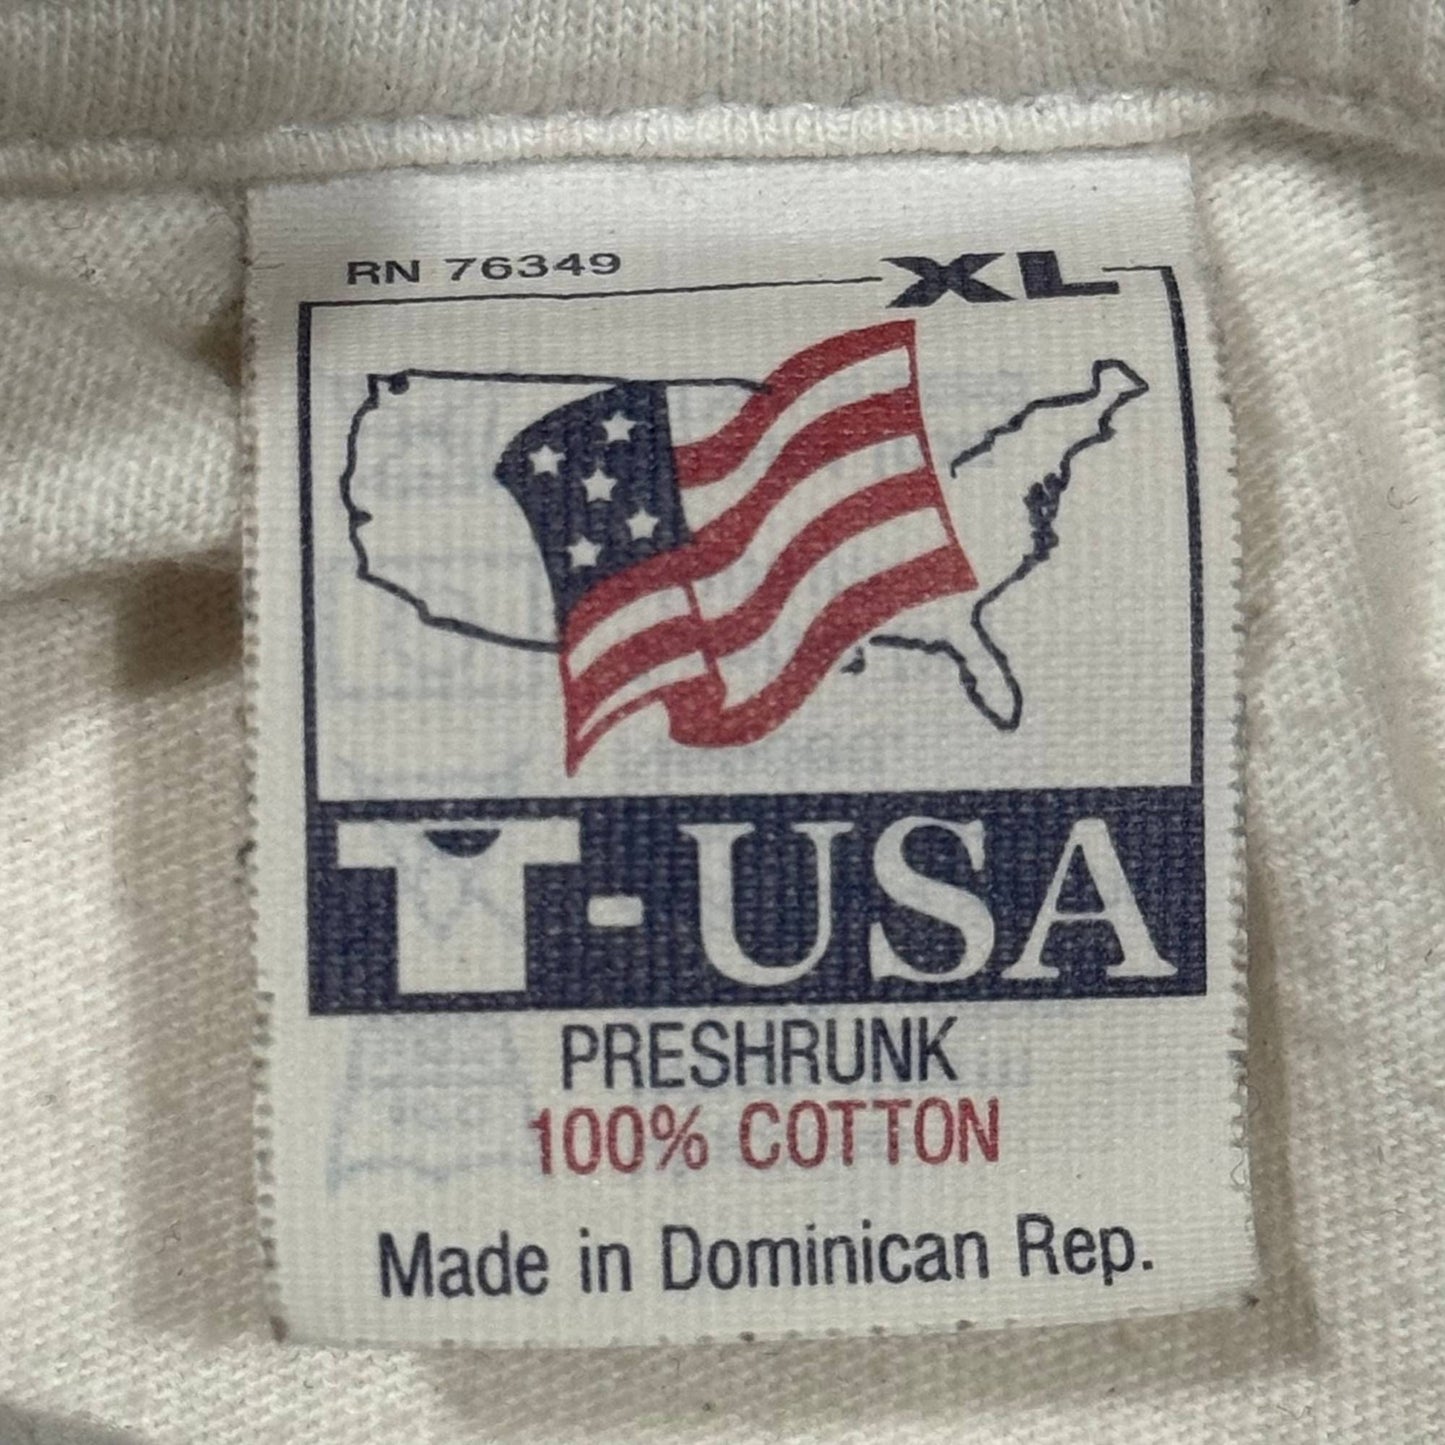 RN 76349 XL
T-USA
PRESHRUNK
100% COTTON
Made in Dominican Rep.